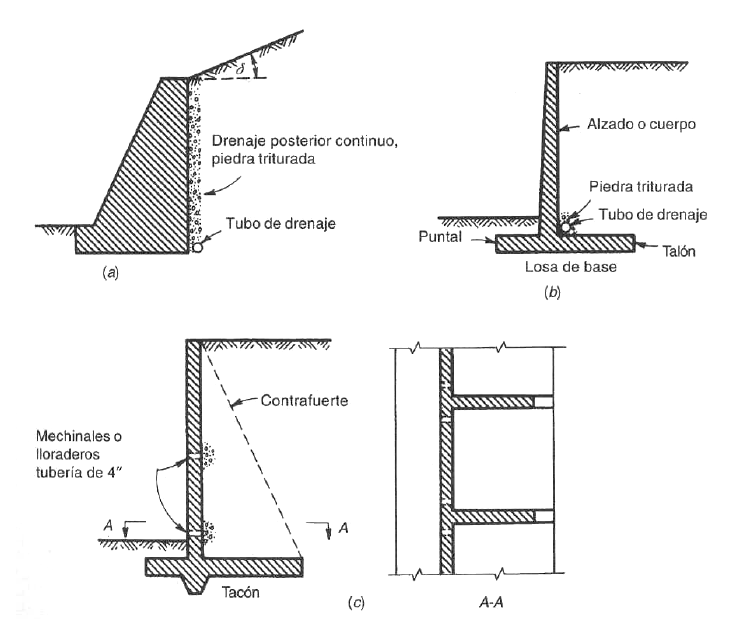 δ
Drenaje posterior continuo,
piedra triturada
Tubo de drenaje
(a)
Alzado o cuerpo
Piedra triturada
Tubo de drenaje
Puntal
Talón
Losa de base
(b)
Contrafuerte
Mechinales o
lloraderos
tubería de 4"
A
A
Tacón
(c)
A-A